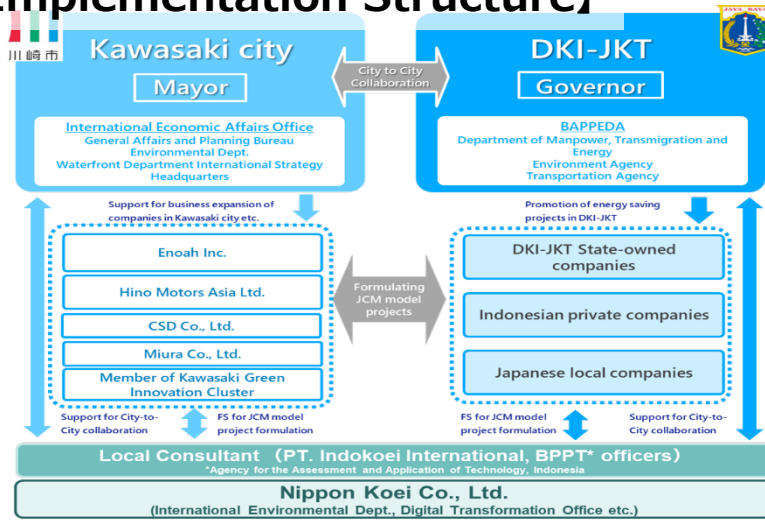 Implementation Structure】
川崎市
Kawasaki city
Mayor
International Economic Affairs Office
General Affairs and Planning Bureau
Environmental Dept.
Waterfront Department International Strategy
Headquarters
City to City
Collaboration
JAYA RAYA
DKI-JKT
Governor
BAPPEDA
Department of Manpower, Transmigration and
Energy
Environment Agency
Transportation Agency
Support for business expansion of
companies in Kawasaki city etc.
Promotion of energy saving
projects in DKI-JKT
Enoah Inc.
Hino Motors Asia Ltd.
CSD Co., Ltd.
Miura Co., Ltd.
Member of Kawasaki Green
Innovation Cluster
Formulating
JCM model
projects
DKI-JKT State-owned
companies
Indonesian private companies
Japanese local companies
Support for City-to-
City collaboration
FS for JCM model
project formulation
FS for JCM model
project formulation
Support for City-to-
City collaboration
Local Consultant （PT. Indokoei International, BPPT* officers）
*Agency for the Assessment and Application of Technology, Indonesia
Nippon Koei Co., Ltd.
(International Environmental Dept., Digital Transformation Office etc.)